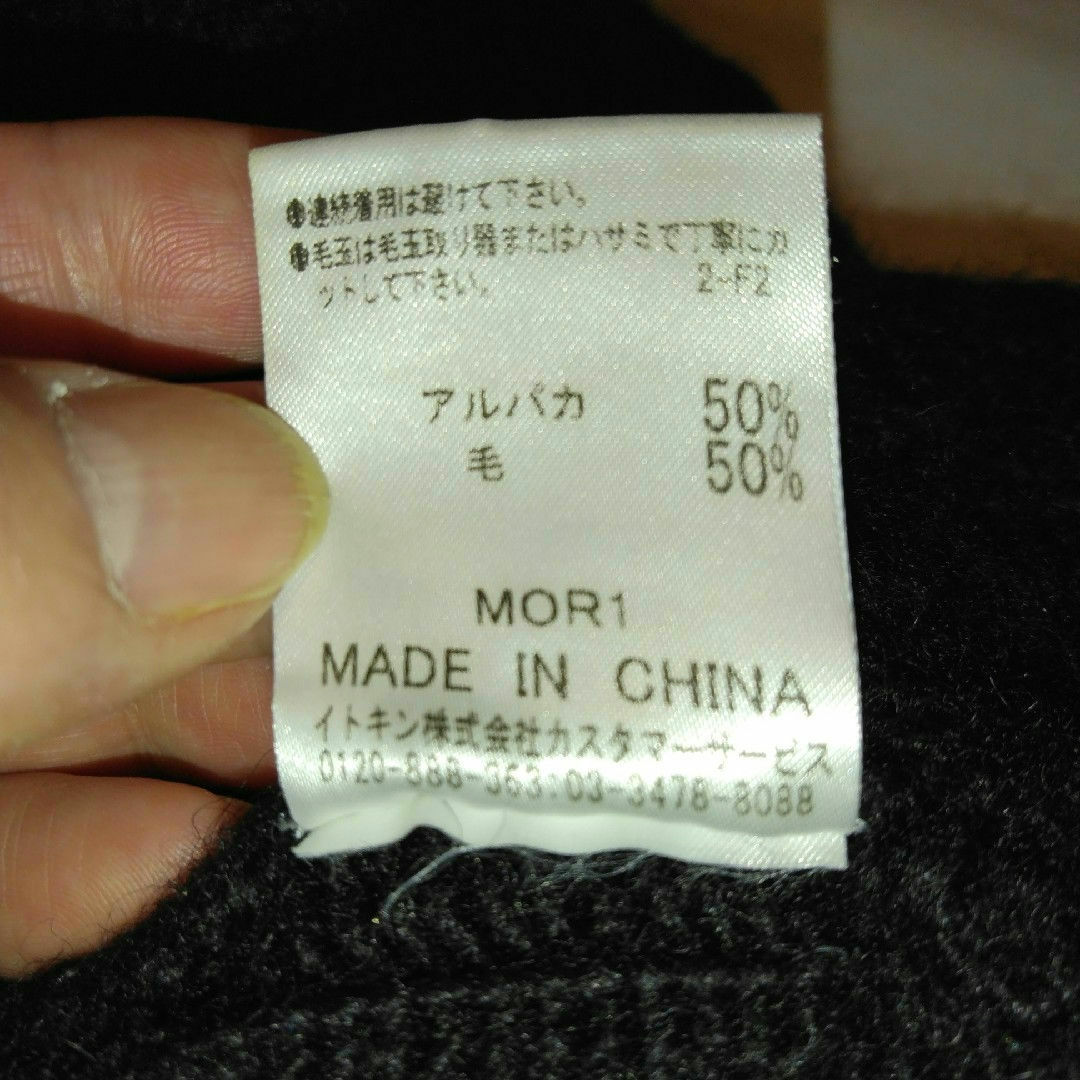 ●連続着用は避けて下さい。
●毛玉は毛玉取り器またはハサミで丁寧にカ
ットして下さい。 2-F2
アルパカ 50%
毛 50%
MOR1
MADE IN CHINA
イトキン株式会社カスタマーサービス
0120-888-363:03-3478-8088